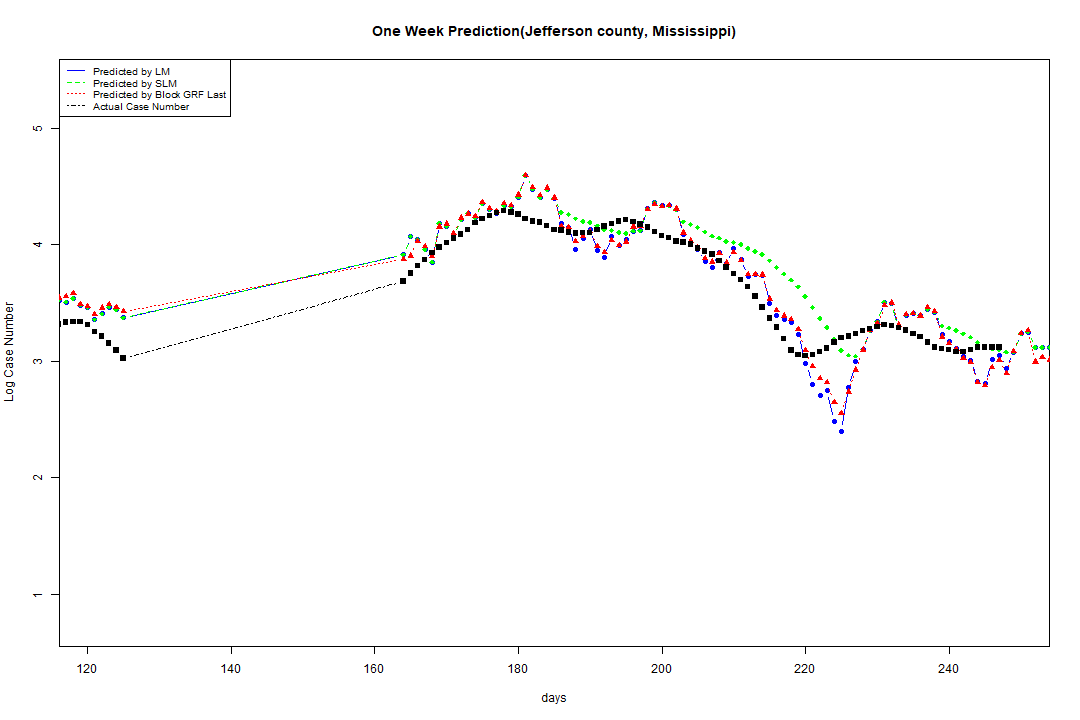 One Week Prediction(Jefferson county, Mississippi)
Predicted by LM
Predicted by SLM
Predicted by Block GRF Last
Actual Case Number
5
4
3
2
1
Log Case Number
120 140 160 180 200 220 240
days